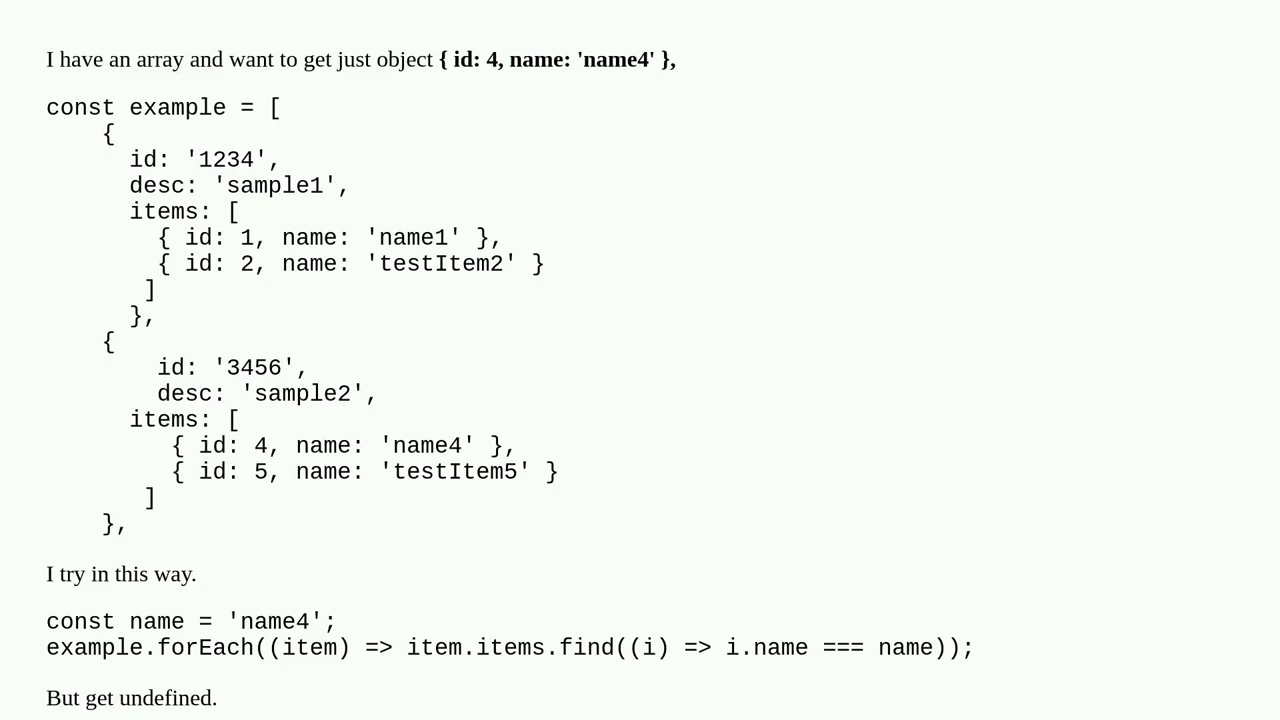 I have an array and want to get just object { id: 4, name: 'name4' },
const example = [
    {
      id: '1234',
      desc: 'sample1',
      items: [
        { id: 1, name: 'name1' },
        { id: 2, name: 'testItem2' }
       ]
      },
    {
        id: '3456',
        desc: 'sample2',
      items: [
         { id: 4, name: 'name4' },
         { id: 5, name: 'testItem5' }
       ]
    },
I try in this way.
const name = 'name4';
example.forEach((item) => item.items.find((i) => i.name === name));
But get undefined.